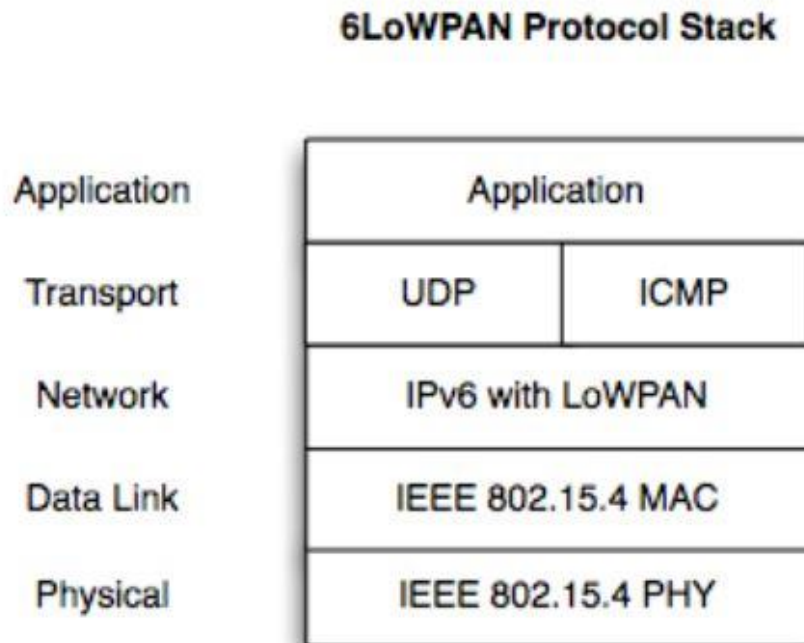 6LoWPAN Protocol Stack
Application Application
Transport UDP ICMP
Network IPv6 with LoWPAN
Data Link IEEE 802.15.4 MAC
Physical IEEE 802.15.4 PHY